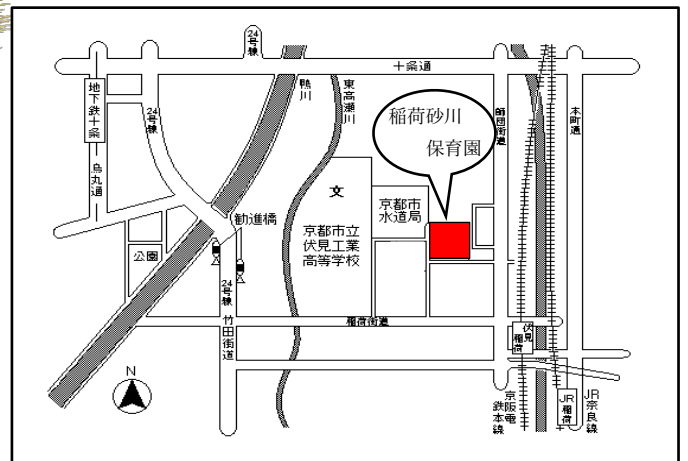 24号線
十条通
地下鉄十条
烏丸通
24号線
鴨川
東高瀬川
師団街道
本町通
稲荷砂川
保育園
文
京都市立
伏見工業
高等学校
京都市
水道局
勧進橋
公園
24号線
竹田街道
稲荷街道
伏見
稲荷
N
京阪電
鉄本線
JR
稲荷
JR
奈良線